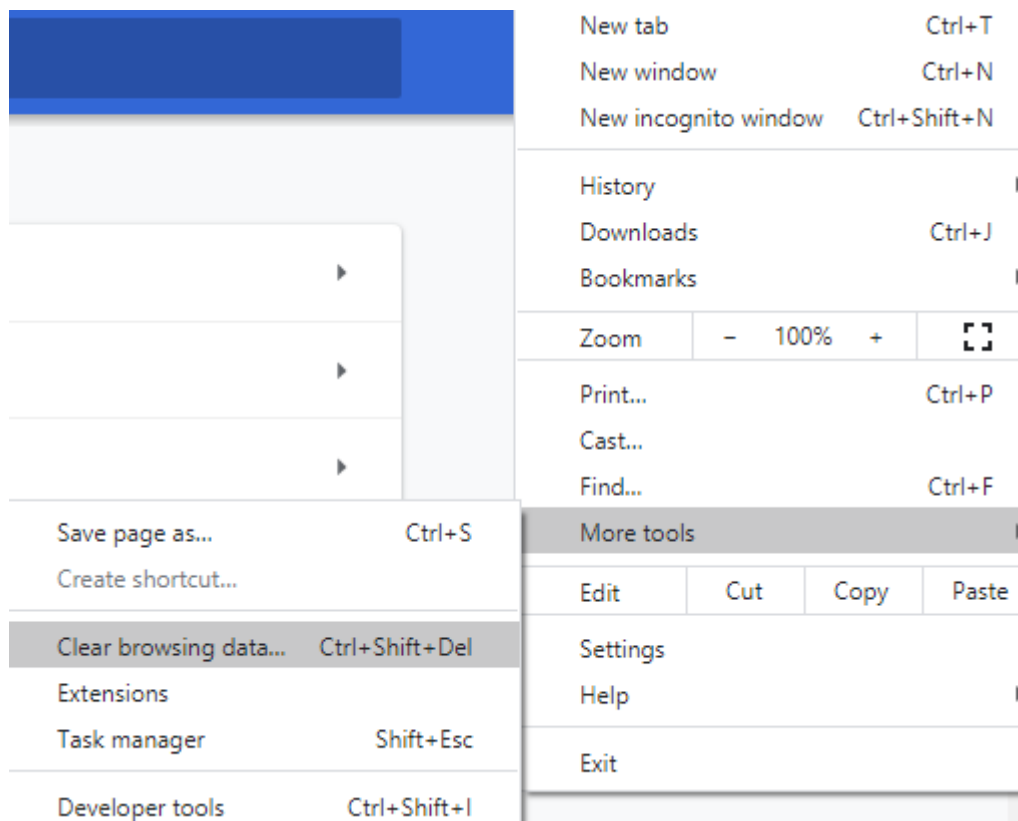 New tab Ctrl+T
New window Ctrl+N
New incognito window Ctrl+Shift+N
History
Downloads Ctrl+J
Bookmarks
Zoom - 100% +
Print... Ctrl+P
Cast...
Find... Ctrl+F
More tools
Edit Cut Copy Paste
Settings
Help
Exit
Save page as... Ctrl+S
Create shortcut...
Clear browsing data... Ctrl+Shift+Del
Extensions
Task manager Shift+Esc
Developer tools Ctrl+Shift+I